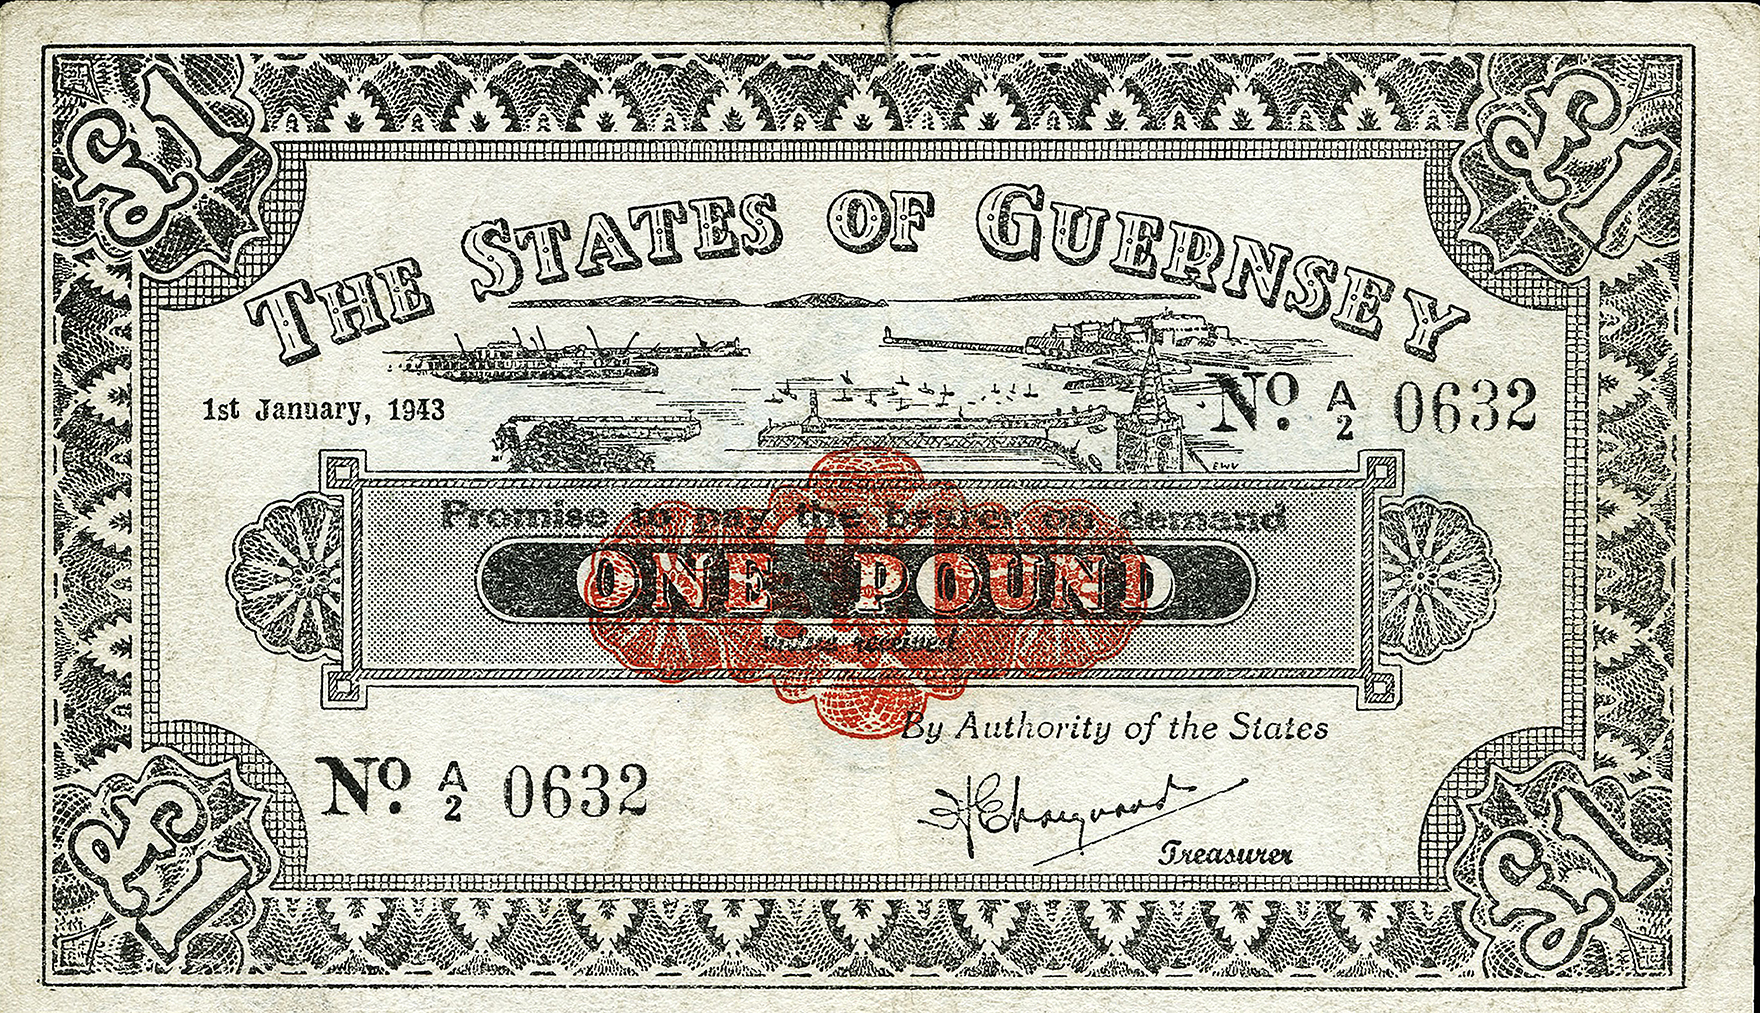 £1
£1
THE STATES OF GUERNSEY
1st January, 1943
No. A/2 0632
EWV
Promise to pay the bearer on demand
ONE POUND
value received
By Authority of the States
No. A/2 0632
Treasurer
£1
£1